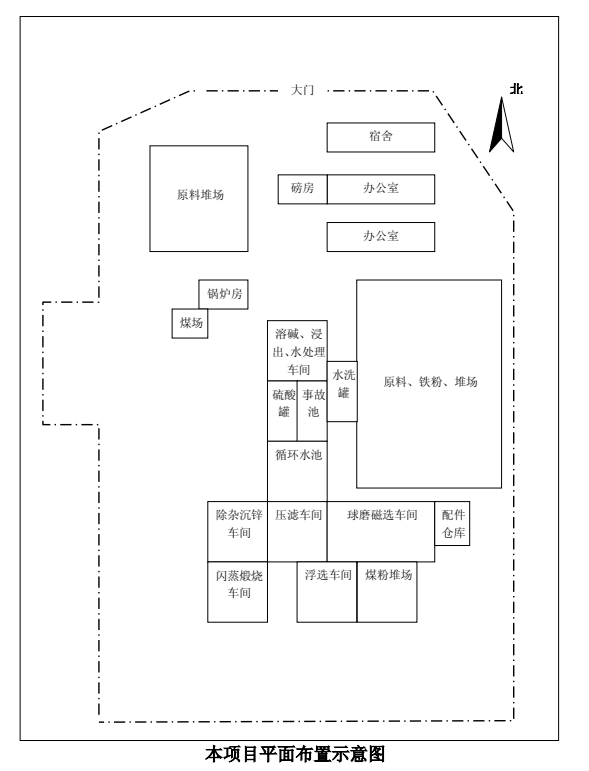 大门
北
宿舍
原料堆场
磅房
办公室
办公室
锅炉房
煤场
溶碱、浸
出、水处理
车间
水洗
罐
原料、铁粉、堆场
硫酸
罐
事故
池
循环水池
除杂沉锌
车间
压滤车间
球磨磁选车间
配件
仓库
闪蒸煅烧
车间
浮选车间
煤粉堆场
本项目平面布置示意图